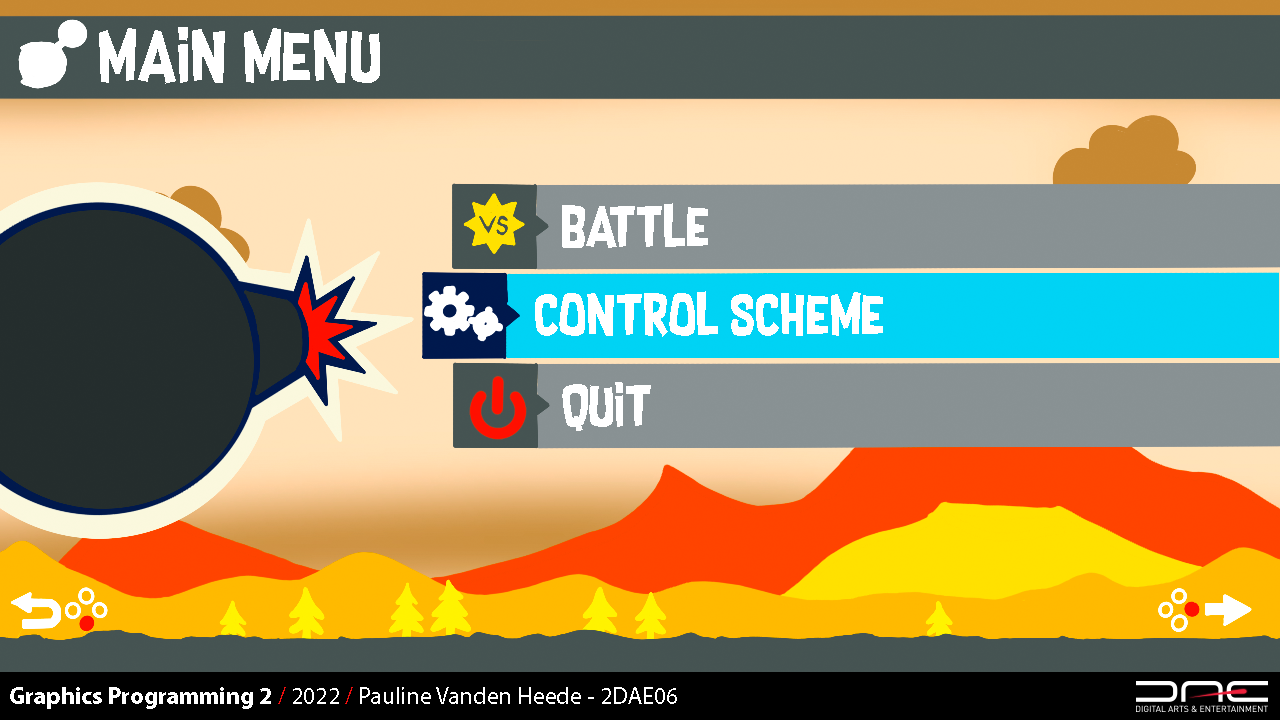 MAiN MENU
VS
BATTLE
CONTROL SCHEME
QUiT
Graphics Programming 2 / 2022 / Pauline Vanden Heede - 2DAE06
DAE
DIGITAL ARTS & ENTERTAINMENT